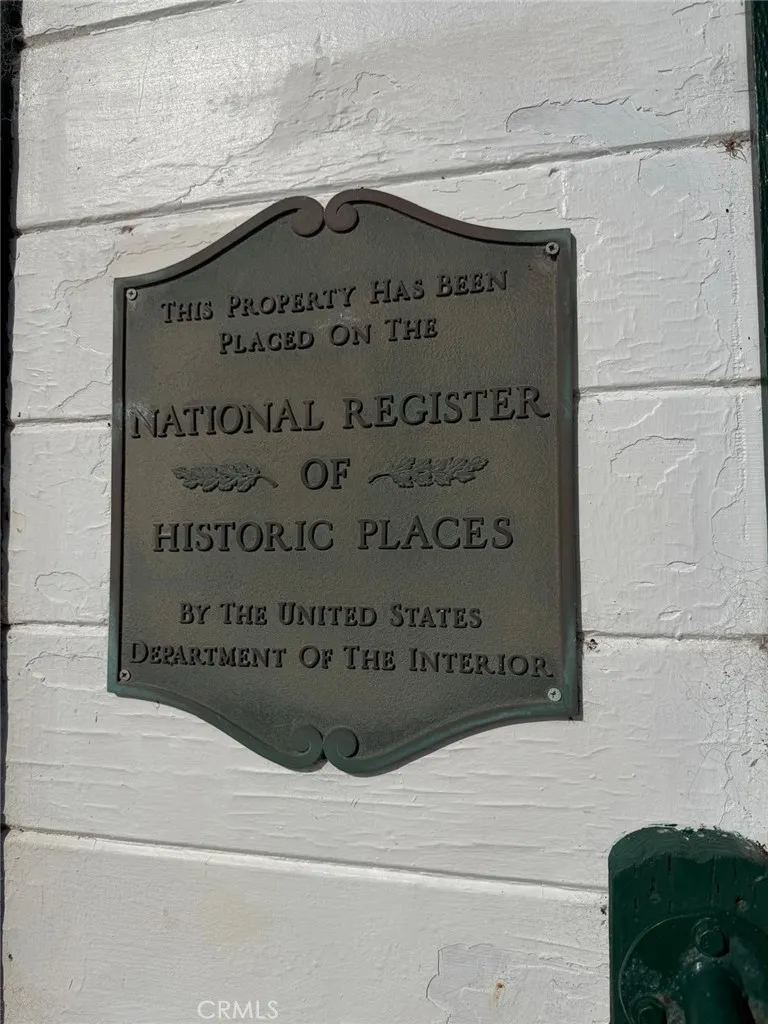 THIS PROPERTY HAS BEEN
PLACED ON THE
NATIONAL REGISTER
OF
HISTORIC PLACES
BY THE UNITED STATES
DEPARTMENT OF THE INTERIOR
CRMLS